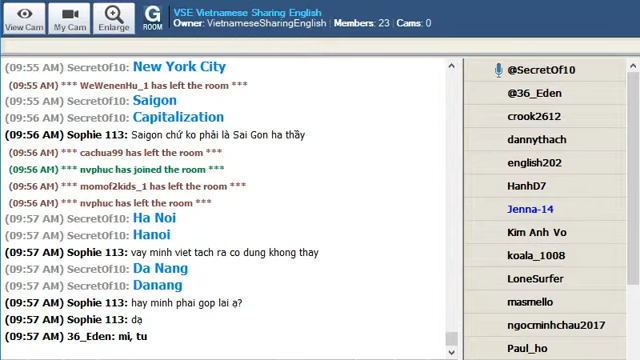 View Cam
My Cam
Enlarge
G
ROOM
VSE Vietnamese Sharing English
Owner: VietnameseSharingEnglish | Members: 23 | Cams: 0
(09:55 AM) SecretOf10: New York City
(09:55 AM) *** WeWenenHu_1 has left the room ***
(09:55 AM) SecretOf10: Saigon
(09:56 AM) SecretOf10: Capitalization
(09:56 AM) Sophie 113: Saigon chứ ko phải là Sai Gon ha thầy
(09:56 AM) *** cachua99 has left the room ***
(09:56 AM) *** nvphuc has joined the room ***
(09:56 AM) *** momof2kids_1 has left the room ***
(09:56 AM) *** nvphuc has left the room ***
(09:57 AM) SecretOf10: Ha Noi
(09:57 AM) SecretOf10: Hanoi
(09:57 AM) Sophie 113: vay minh viet tach ra co dung khong thay
(09:57 AM) SecretOf10: Da Nang
(09:57 AM) SecretOf10: Danang
(09:57 AM) Sophie 113: hay minh phai gop lai ạ?
(09:57 AM) Sophie 113: dạ
(09:57 AM) 36_Eden: mi, tu
@SecretOf10
@36_Eden
crook2612
dannythach
english202
HanhD7
Jenna-14
Kim Anh Vo
koala_1008
LoneSurfer
masmello
ngocminhchau2017
Paul_ho